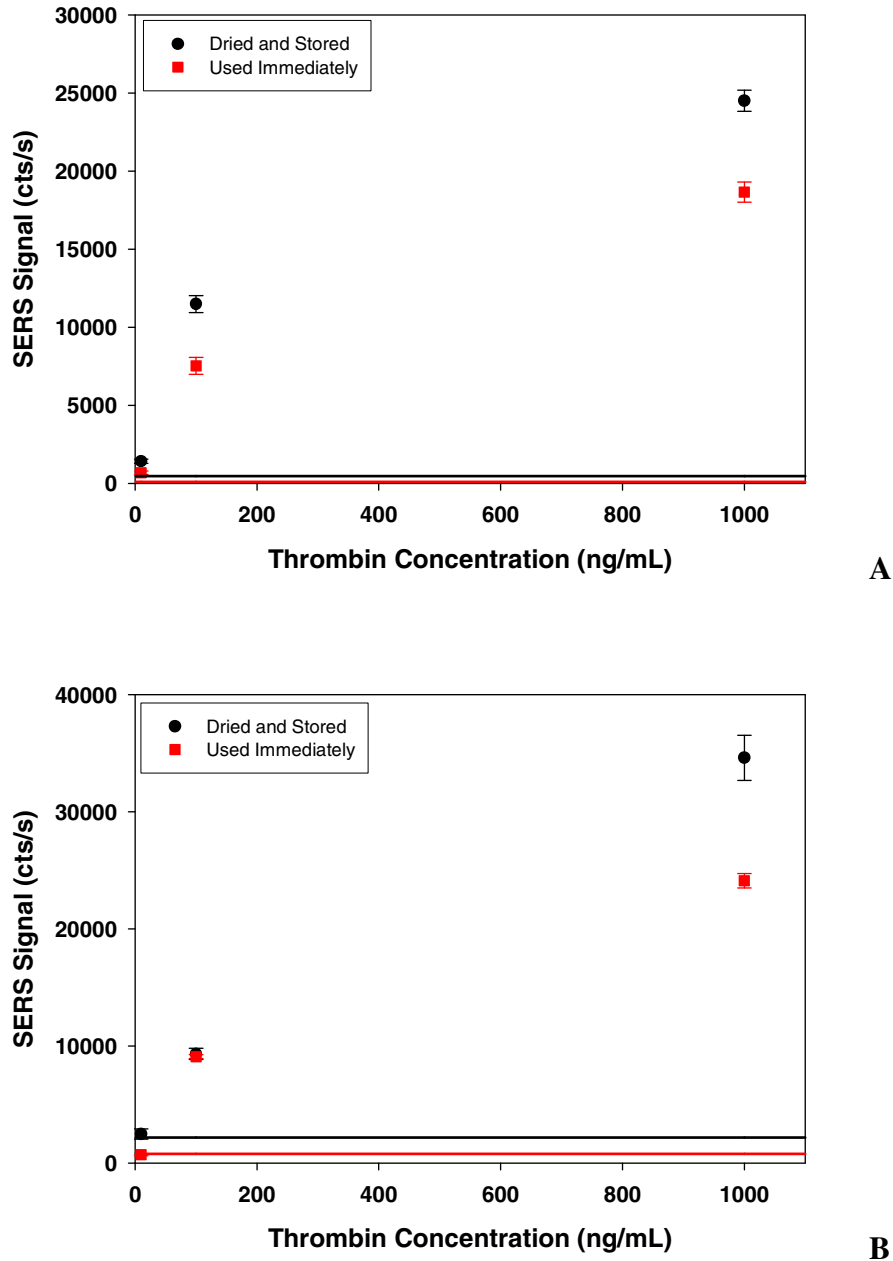 30000
Dried and Stored
Used Immediately
25000
20000
15000
10000
5000
0
SERS Signal (cts/s)
0 200 400 600 800 1000
Thrombin Concentration (ng/mL)
A
40000
Dried and Stored
Used Immediately
30000
20000
10000
0
SERS Signal (cts/s)
0 200 400 600 800 1000
Thrombin Concentration (ng/mL)
B